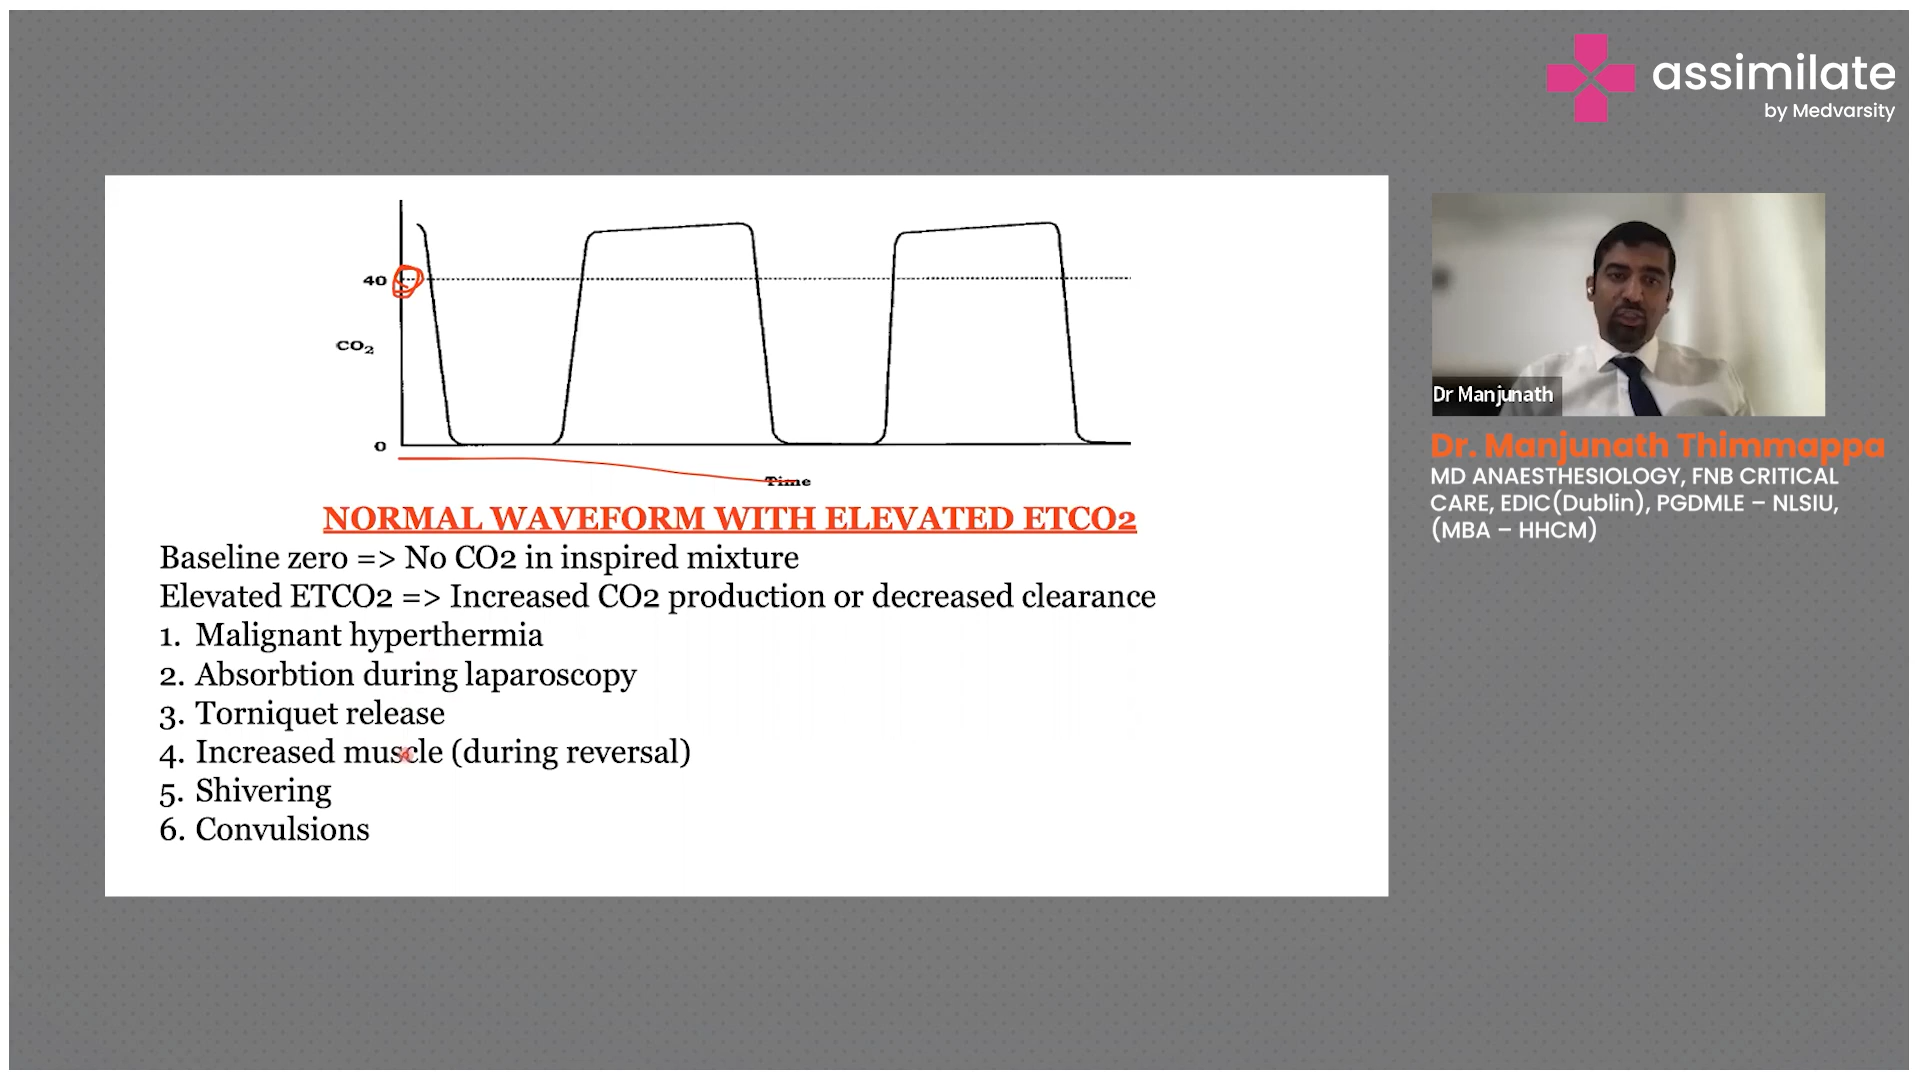 assimilate
by Medvarsity
40
CO2
0
Time
NORMAL WAVEFORM WITH ELEVATED ETCO2
Baseline zero => No CO2 in inspired mixture
Elevated ETCO2 => Increased CO2 production or decreased clearance
1. Malignant hyperthermia
2. Absorbtion during laparoscopy
3. Torniquet release
4. Increased muscle (during reversal)
5. Shivering
6. Convulsions
Dr Manjunath
Dr. Manjunath Thimmappa
MD ANAESTHESIOLOGY, FNB CRITICAL
CARE, EDIC(Dublin), PGDMLE – NLSIU,
(MBA – HHCM)